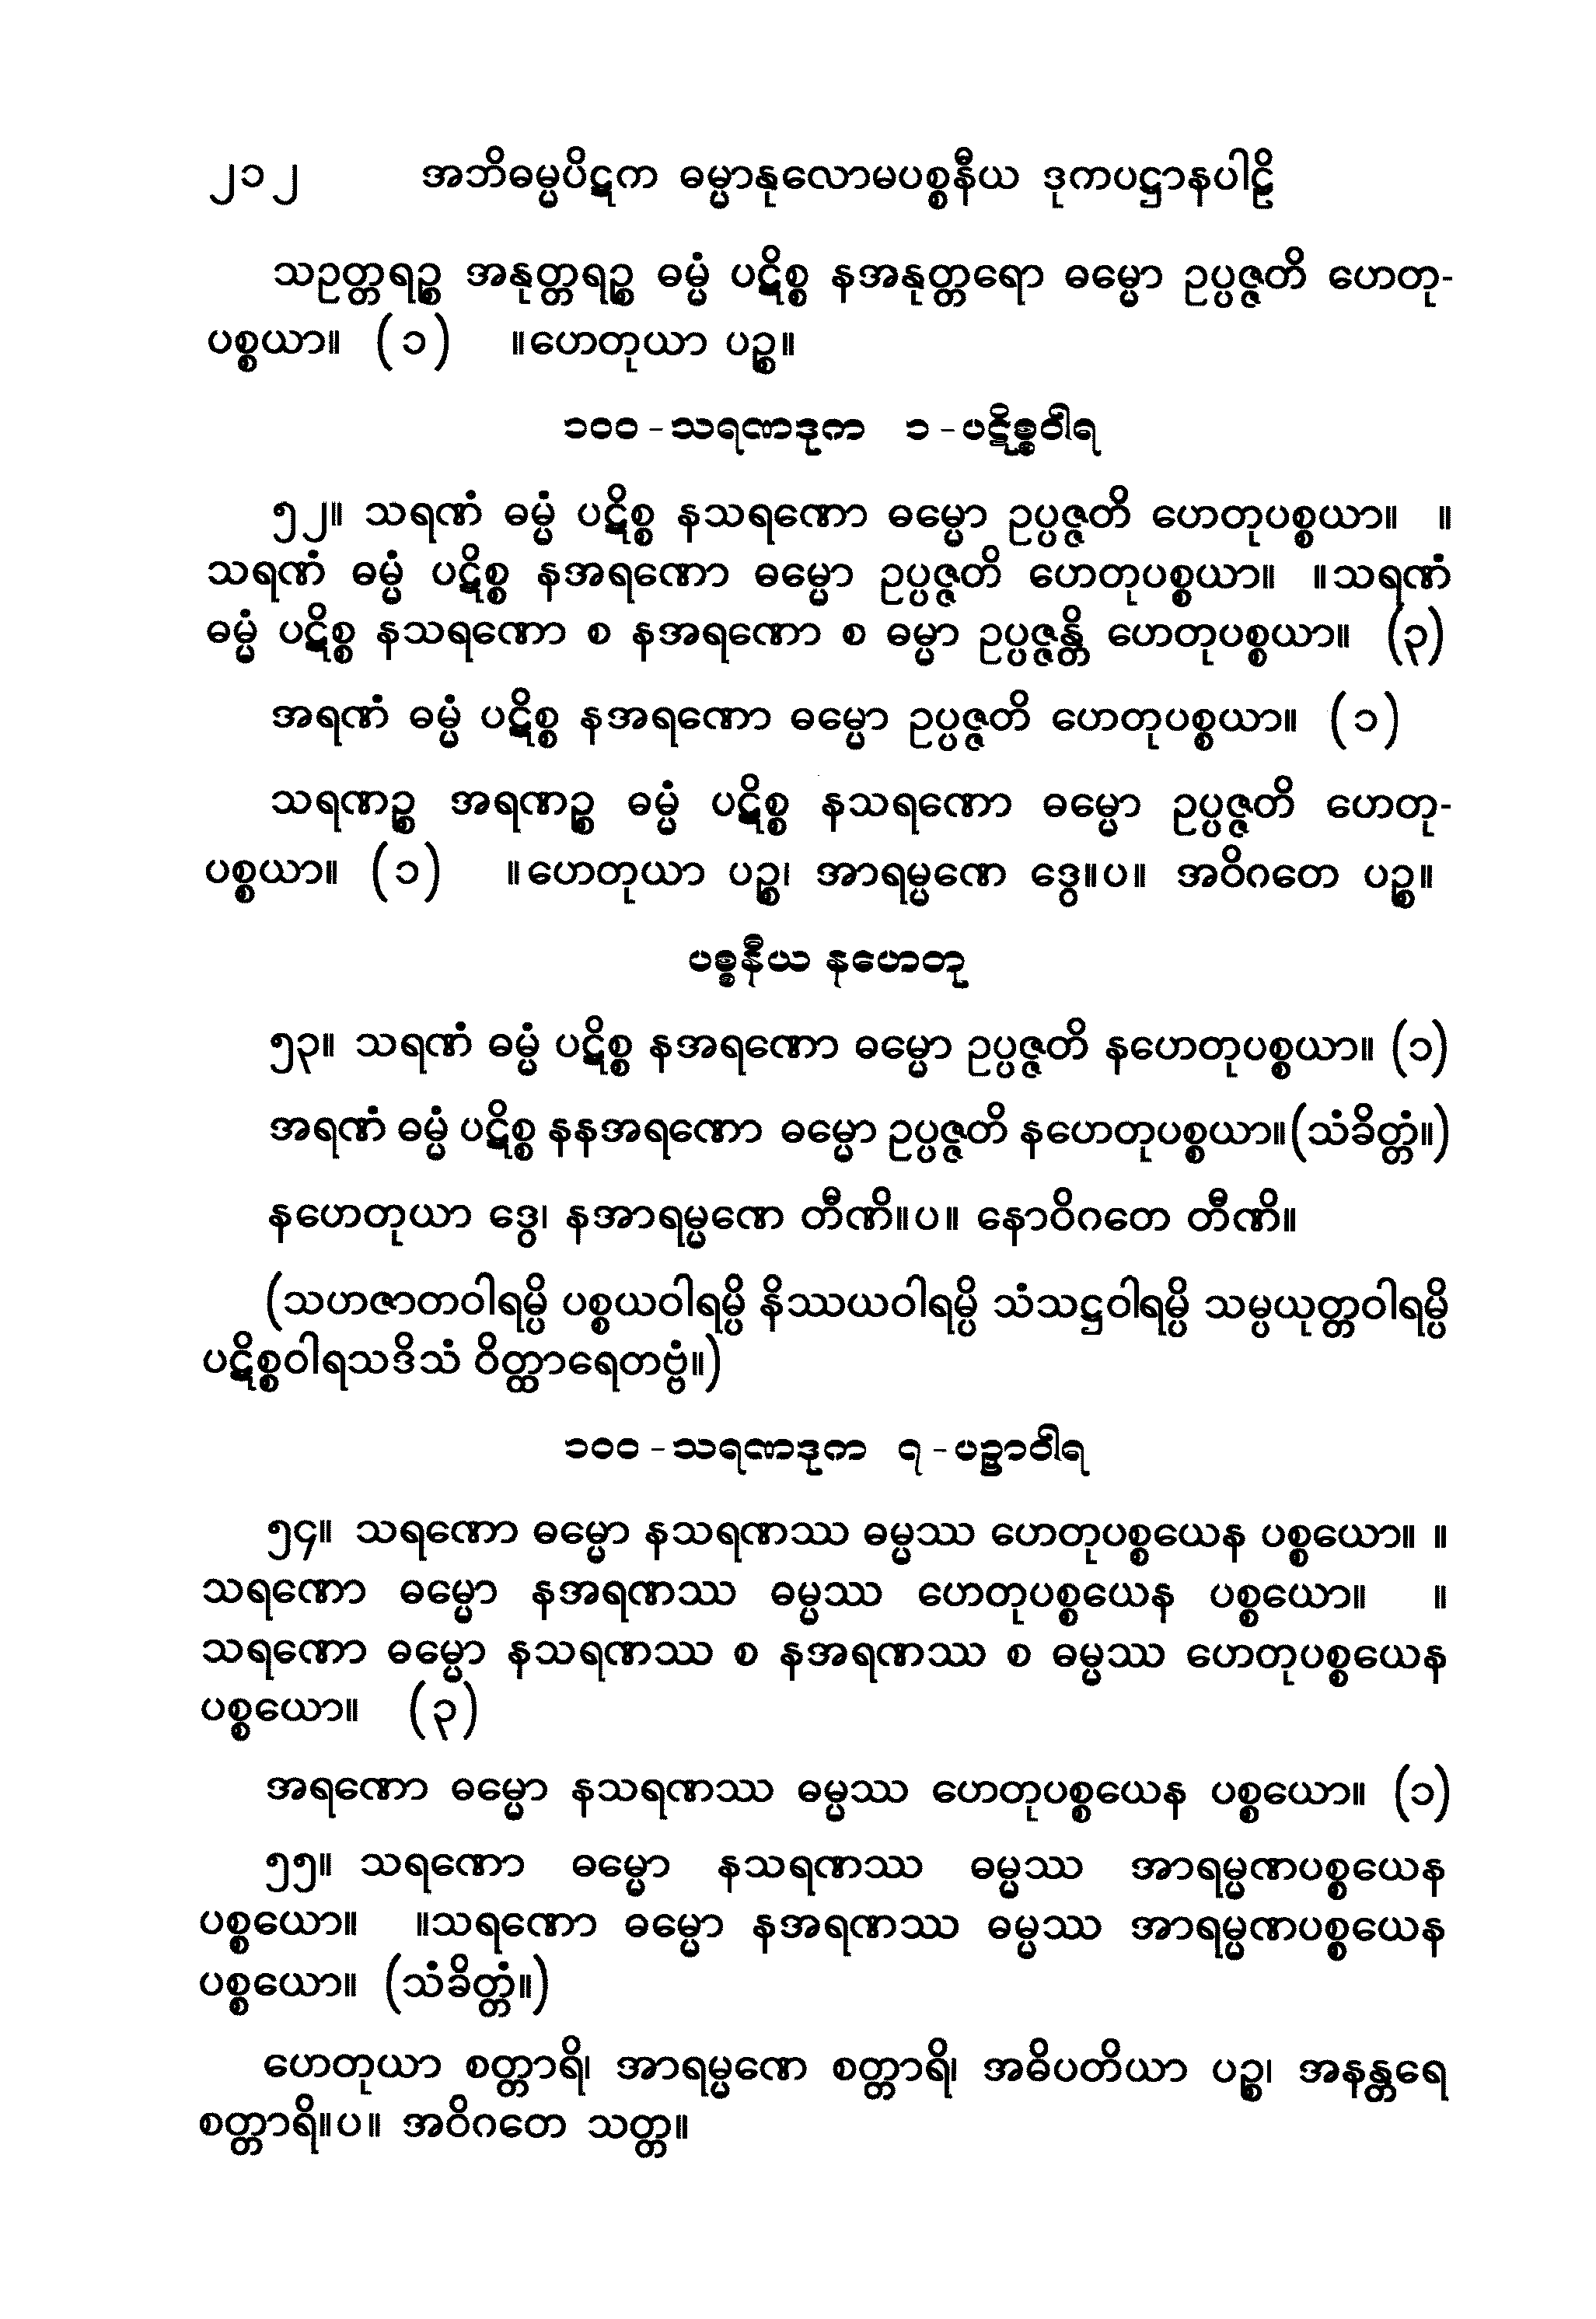 ၂၁၂ အဘိဓမ္မပိဋက ဓမ္မာနုလောမပစ္စနီယ ဒုကပဋ္ဌာနပါဠိ
သဥတ္တရဉ္စ အနုတ္တရဉ္စ ဓမ္မံ ပဋိစ္စ နအနုတ္တရော ဓမ္မော ဥပ္ပဇ္ဇတိ ဟေတု-
ပစ္စယာ။ (၁) ။ဟေတုယာ ပဉ္စ။
၁၀၀ - သရဏဒုက ၁ - ပဋိစ္စဝါရ
၅၂။ သရဏံ ဓမ္မံ ပဋိစ္စ နသရဏော ဓမ္မော ဥပ္ပဇ္ဇတိ ဟေတုပစ္စယာ။ ။
သရဏံ ဓမ္မံ ပဋိစ္စ နအရဏော ဓမ္မော ဥပ္ပဇ္ဇတိ ဟေတုပစ္စယာ။ ။သရဏံ
ဓမ္မံ ပဋိစ္စ နသရဏော စ နအရဏော စ ဓမ္မာ ဥပ္ပဇ္ဇန္တိ ဟေတုပစ္စယာ။ (၃)
အရဏံ ဓမ္မံ ပဋိစ္စ နအရဏော ဓမ္မော ဥပ္ပဇ္ဇတိ ဟေတုပစ္စယာ။ (၁)
သရဏဉ္စ အရဏဉ္စ ဓမ္မံ ပဋိစ္စ နသရဏော ဓမ္မော ဥပ္ပဇ္ဇတိ ဟေတု-
ပစ္စယာ။ (၁) ။ဟေတုယာ ပဉ္စ၊ အာရမ္မဏေ ဒွေ။ပ။ အဝိဂတေ ပဉ္စ။
ပစ္စနီယ နဟေတု
၅၃။ သရဏံ ဓမ္မံ ပဋိစ္စ နအရဏော ဓမ္မော ဥပ္ပဇ္ဇတိ နဟေတုပစ္စယာ။ (၁)
အရဏံ ဓမ္မံ ပဋိစ္စ နနအရဏော ဓမ္မော ဥပ္ပဇ္ဇတိ နဟေတုပစ္စယာ။(သံခိတ္တံ။)
နဟေတုယာ ဒွေ၊ နအာရမ္မဏေ တီဏိ။ပ။ နောဝိဂတေ တီဏိ။
(သဟဇာတဝါရမ္ပိ ပစ္စယဝါရမ္ပိ နိဿယဝါရမ္ပိ သံသဋ္ဌဝါရမ္ပိ သမ္ပယုတ္တဝါရမ္ပိ
ပဋိစ္စဝါရသဒိသံ ဝိတ္ထာရေတဗ္ဗံ။)
၁၀၀ - သရဏဒုက ၇ - ပဉှာဝါရ
၅၄။ သရဏော ဓမ္မော နသရဏဿ ဓမ္မဿ ဟေတုပစ္စယေန ပစ္စယော။ ။
သရဏော ဓမ္မော နအရဏဿ ဓမ္မဿ ဟေတုပစ္စယေန ပစ္စယော။ ။
သရဏော ဓမ္မော နသရဏဿ စ နအရဏဿ စ ဓမ္မဿ ဟေတုပစ္စယေန
ပစ္စယော။ (၃)
အရဏော ဓမ္မော နသရဏဿ ဓမ္မဿ ဟေတုပစ္စယေန ပစ္စယော။ (၁)
၅၅။ သရဏော ဓမ္မော နသရဏဿ ဓမ္မဿ အာရမ္မဏပစ္စယေန
ပစ္စယော။ ။သရဏော ဓမ္မော နအရဏဿ ဓမ္မဿ အာရမ္မဏပစ္စယေန
ပစ္စယော။ (သံခိတ္တံ။)
ဟေတုယာ စတ္တာရိ၊ အာရမ္မဏေ စတ္တာရိ၊ အဓိပတိယာ ပဉ္စ၊ အနန္တရေ
စတ္တာရိ။ပ။ အဝိဂတေ သတ္တ။